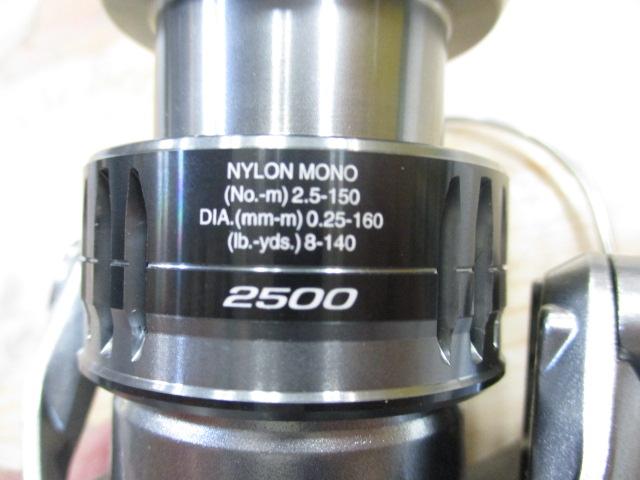 NYLON MONO
(No.-m) 2.5-150
DIA.(mm-m) 0.25-160
(lb.-yds.) 8-140
2500